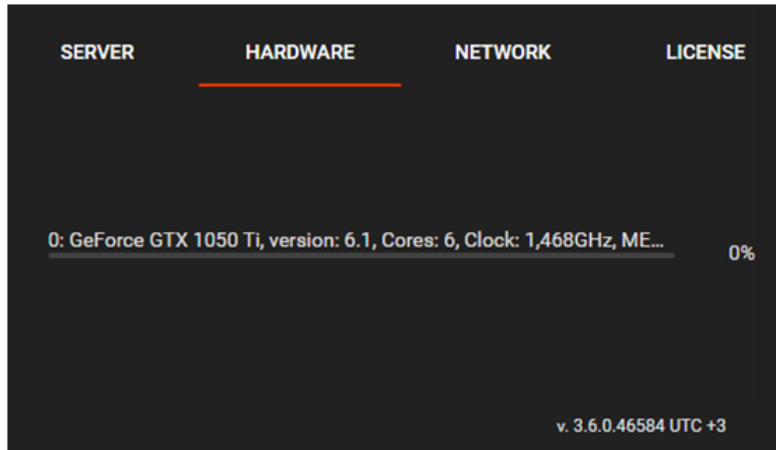 SERVER HARDWARE NETWORK LICENSE
0: GeForce GTX 1050 Ti, version: 6.1, Cores: 6, Clock: 1,468GHz, ME... 0%
v. 3.6.0.46584 UTC +3